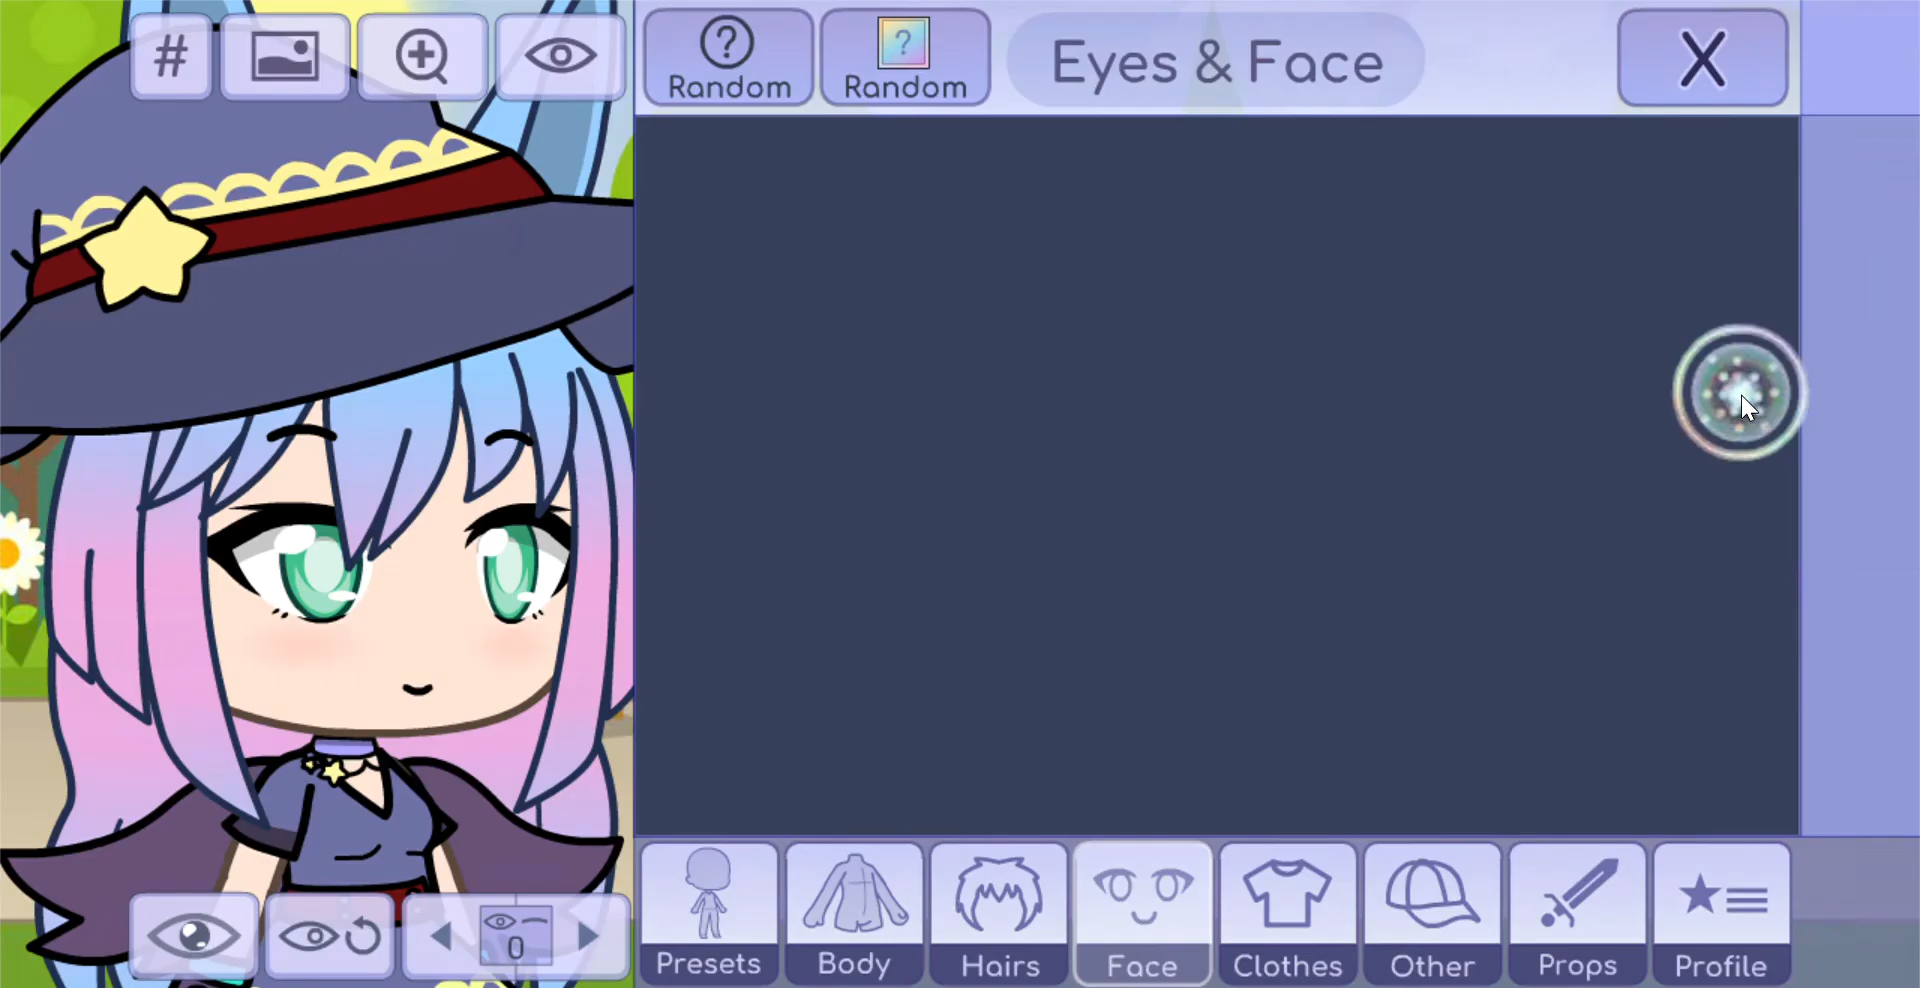 #
? Random
? Random
Eyes & Face
X
0
Presets
Body
Hairs
Face
Clothes
Other
Props
Profile